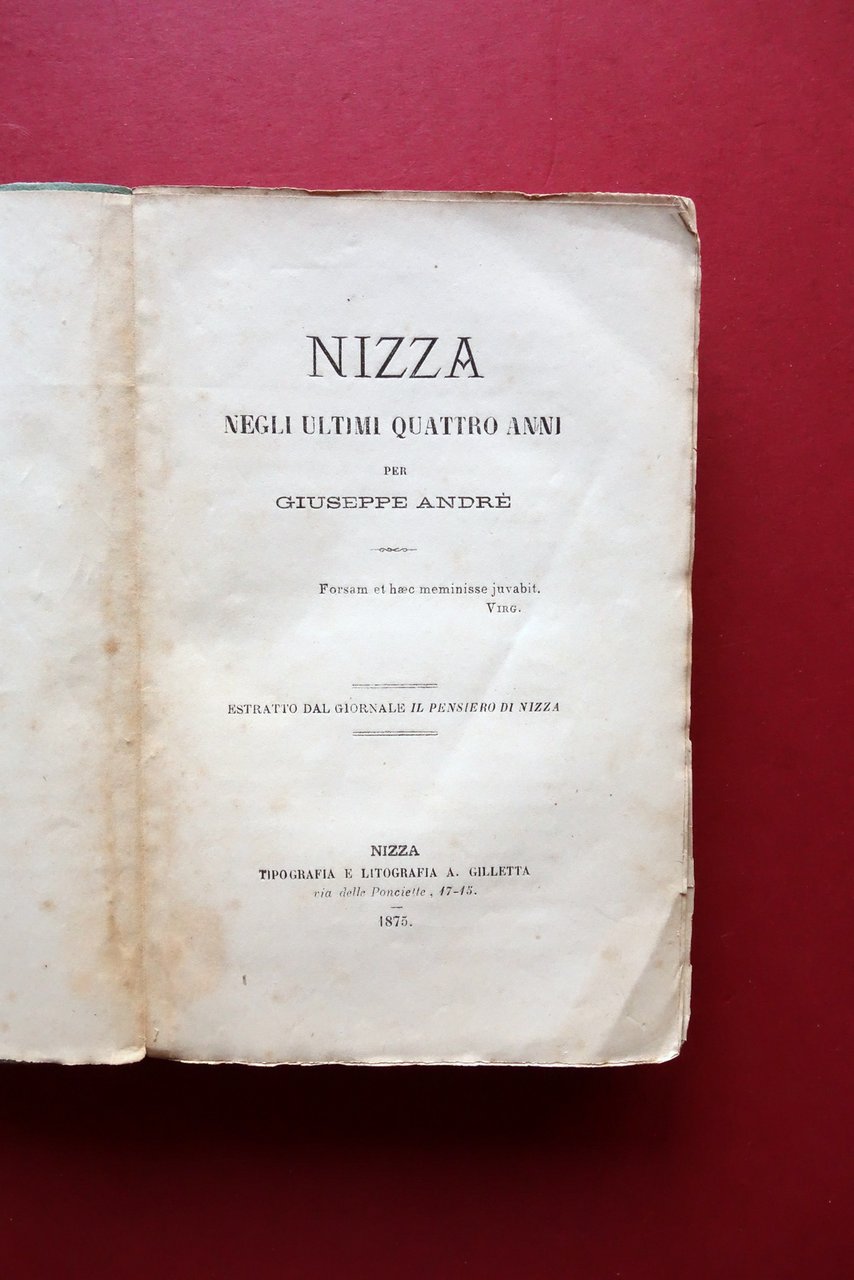 NIZZA
NEGLI ULTIMI QUATTRO ANNI
PER
GIUSEPPE ANDRÈ
Forsam et hæc meminisse juvabit.
VIRG.
ESTRATTO DAL GIORNALE IL PENSIERO DI NIZZA
NIZZA
TIPOGRAFIA E LITOGRAFIA A. GILLETTA
via delle Ponciette, 17-15.
1875.